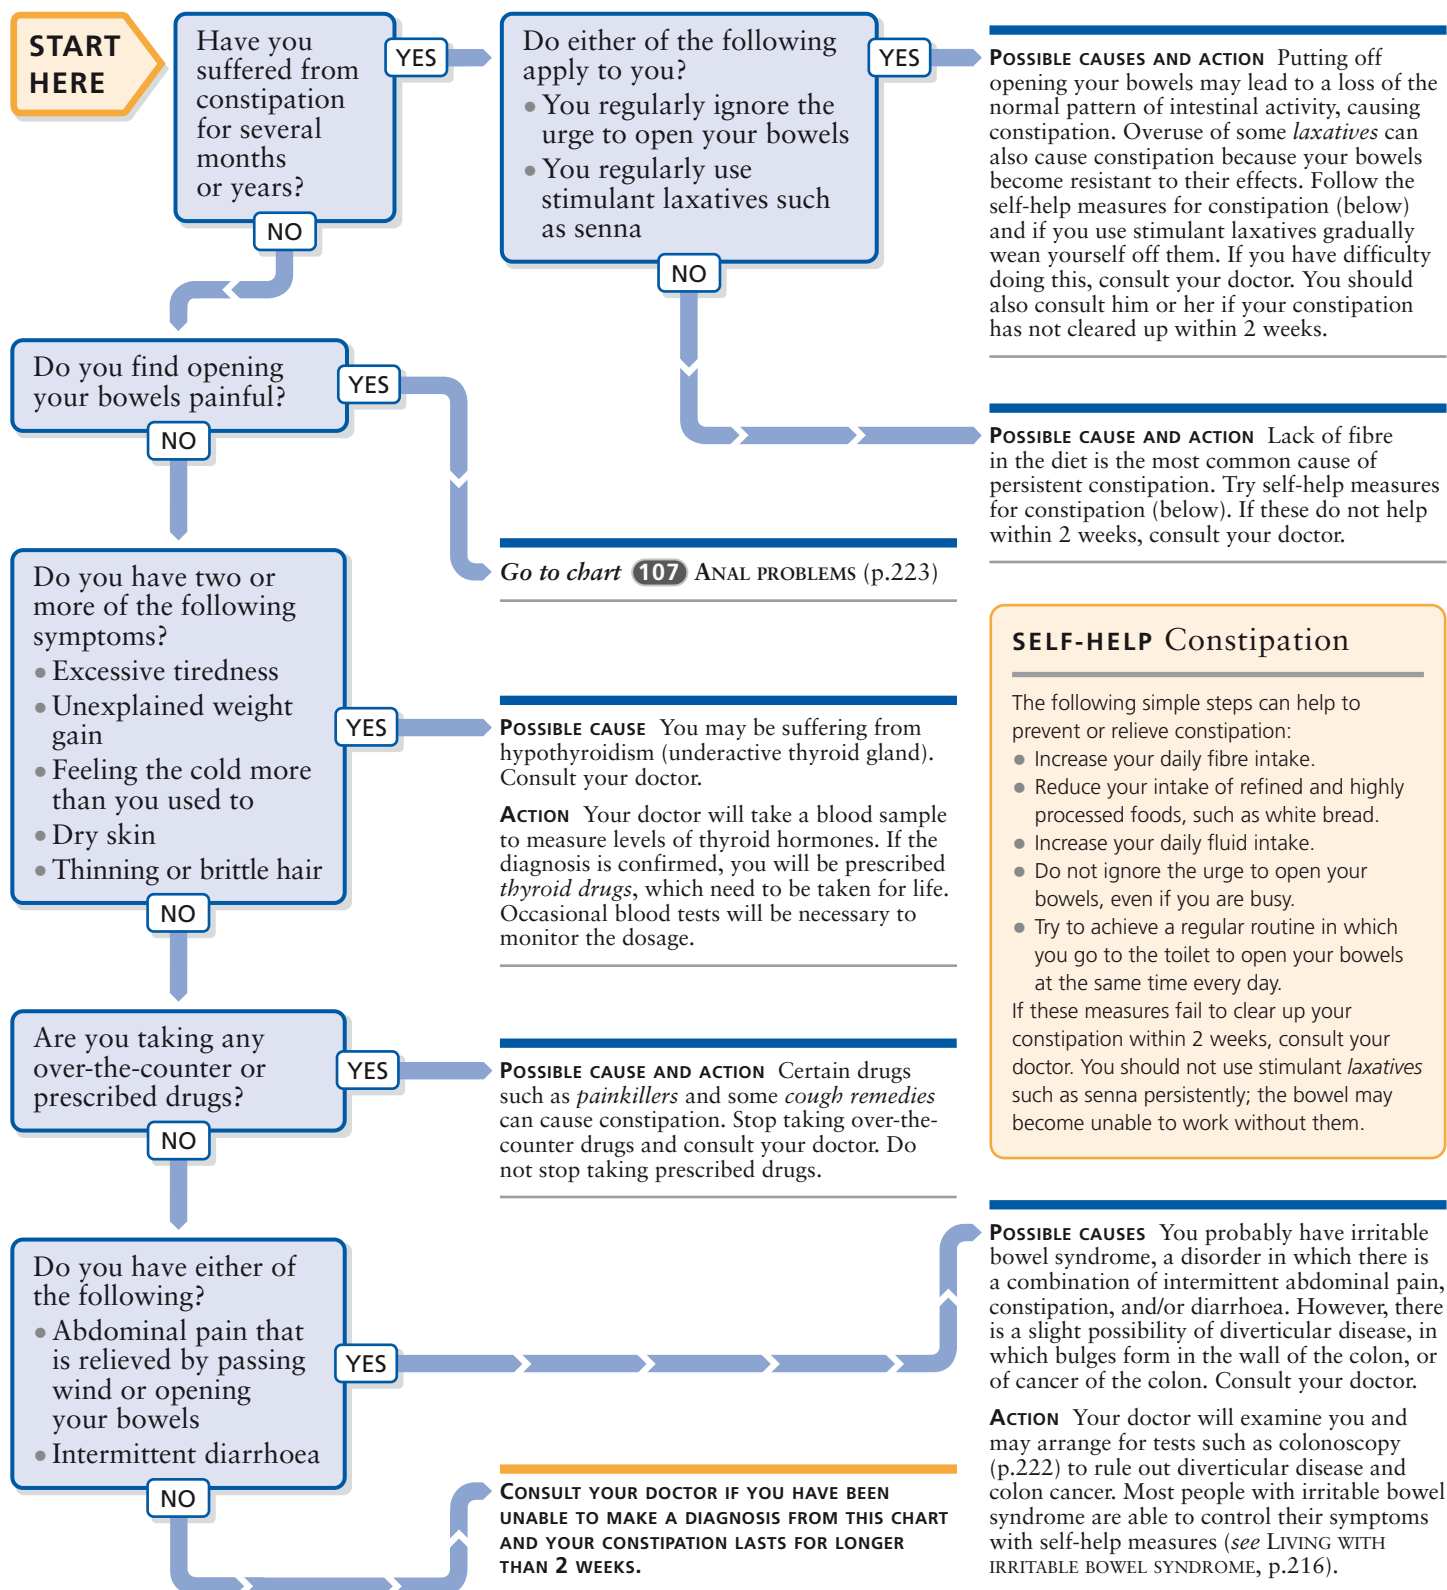 START
HERE
Have you
suffered from
constipation
for several
months
or years?
YES
NO
Do either of the following
apply to you?
• You regularly ignore the
urge to open your bowels
• You regularly use
stimulant laxatives such
as senna
YES
NO
POSSIBLE CAUSES AND ACTION Putting off
opening your bowels may lead to a loss of the
normal pattern of intestinal activity, causing
constipation. Overuse of some laxatives can
also cause constipation because your bowels
become resistant to their effects. Follow the
self-help measures for constipation (below)
and if you use stimulant laxatives gradually
wean yourself off them. If you have difficulty
doing this, consult your doctor. You should
also consult him or her if your constipation
has not cleared up within 2 weeks.
Do you find opening
your bowels painful?
YES
NO
POSSIBLE CAUSE AND ACTION Lack of fibre
in the diet is the most common cause of
persistent constipation. Try self-help measures
for constipation (below). If these do not help
within 2 weeks, consult your doctor.
Go to chart 107 ANAL PROBLEMS (p.223)
Do you have two or
more of the following
symptoms?
• Excessive tiredness
• Unexplained weight
gain
• Feeling the cold more
than you used to
• Dry skin
• Thinning or brittle hair
YES
NO
POSSIBLE CAUSE You may be suffering from
hypothyroidism (underactive thyroid gland).
Consult your doctor.
ACTION Your doctor will take a blood sample
to measure levels of thyroid hormones. If the
diagnosis is confirmed, you will be prescribed
thyroid drugs, which need to be taken for life.
Occasional blood tests will be necessary to
monitor the dosage.
SELF-HELP Constipation
The following simple steps can help to
prevent or relieve constipation:
• Increase your daily fibre intake.
• Reduce your intake of refined and highly
processed foods, such as white bread.
• Increase your daily fluid intake.
• Do not ignore the urge to open your
bowels, even if you are busy.
• Try to achieve a regular routine in which
you go to the toilet to open your bowels
at the same time every day.
If these measures fail to clear up your
constipation within 2 weeks, consult your
doctor. You should not use stimulant laxatives
such as senna persistently; the bowel may
become unable to work without them.
Are you taking any
over-the-counter or
prescribed drugs?
YES
NO
POSSIBLE CAUSE AND ACTION Certain drugs
such as painkillers and some cough remedies
can cause constipation. Stop taking over-the-
counter drugs and consult your doctor. Do
not stop taking prescribed drugs.
Do you have either of
the following?
• Abdominal pain that
is relieved by passing
wind or opening
your bowels
• Intermittent diarrhoea
YES
NO
POSSIBLE CAUSES You probably have irritable
bowel syndrome, a disorder in which there is
a combination of intermittent abdominal pain,
constipation, and/or diarrhoea. However, there
is a slight possibility of diverticular disease, in
which bulges form in the wall of the colon, or
of cancer of the colon. Consult your doctor.
ACTION Your doctor will examine you and
may arrange for tests such as colonoscopy
(p.222) to rule out diverticular disease and
colon cancer. Most people with irritable bowel
syndrome are able to control their symptoms
with self-help measures (see LIVING WITH
IRRITABLE BOWEL SYNDROME, p.216).
CONSULT YOUR DOCTOR IF YOU HAVE BEEN
UNABLE TO MAKE A DIAGNOSIS FROM THIS CHART
AND YOUR CONSTIPATION LASTS FOR LONGER
THAN 2 WEEKS.